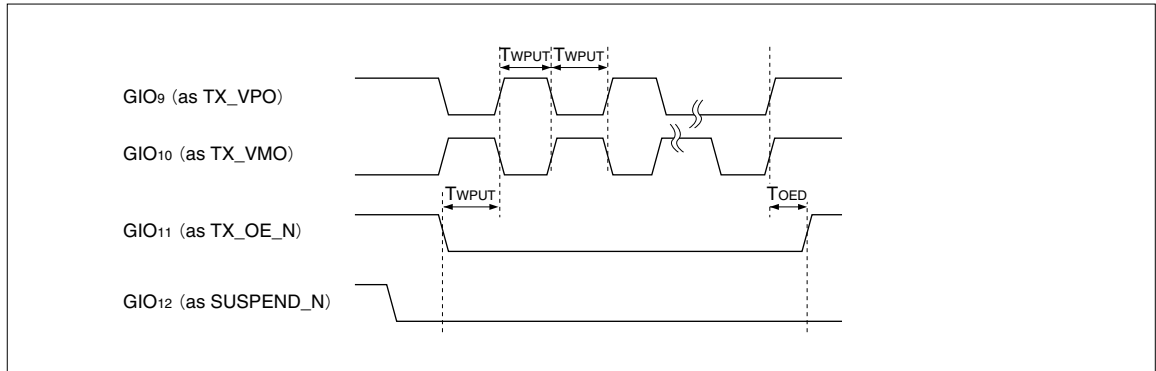 TWPUT TWPUT
GIO9 (as TX_VPO)
GIO10 (as TX_VMO)
TWPUT
TOED
GIO11 (as TX_OE_N)
GIO12 (as SUSPEND_N)